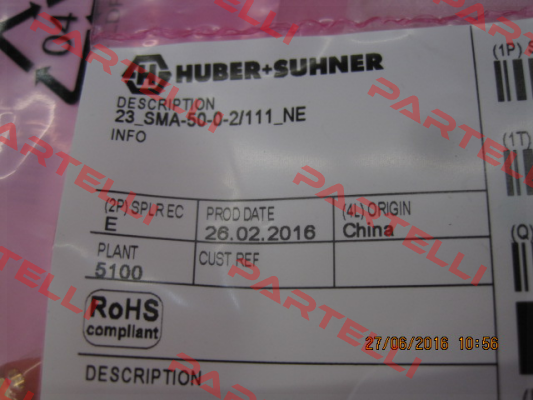 04
HUBER+SUHNER
DESCRIPTION
23_SMA-50-0-2/111_NE
INFO
(1P) S
(1T)
(Q)
(2P) SPLR EC
E
PROD DATE
26.02.2016
(4L) ORIGIN
China
PLANT
5100
CUST REF
RoHS
compliant
DESCRIPTION
27/06/2016 10:56
PARTELLI
PARTELLI
PARTELLI
PARTELLI
PARTELLI